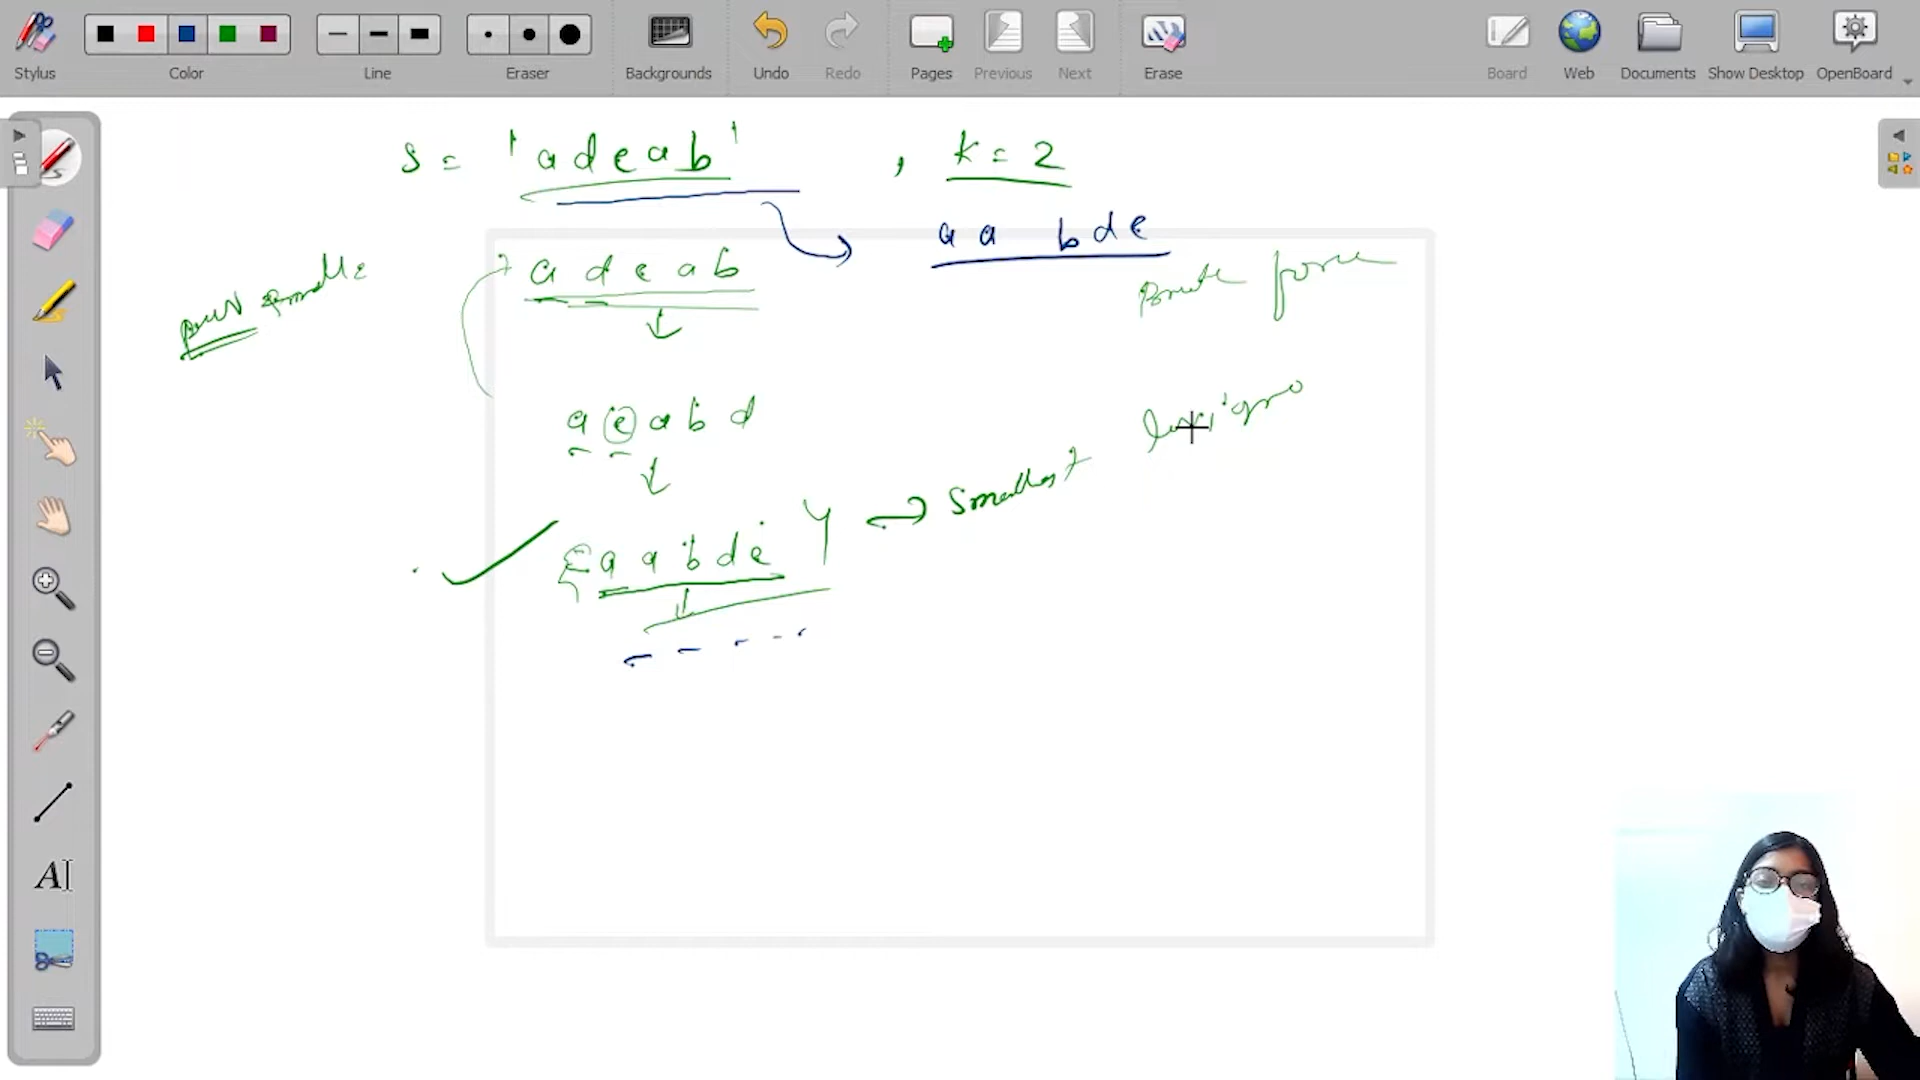 Stylus
Color
Line
Eraser
Backgrounds
Undo
Redo
Pages
Previous
Next
Erase
Board
Web
Documents
Show Desktop
OpenBoard
s = 'adeab' , k = 2
a a b d e
a d e a b
Brute force
a e a b d
{ a a b d e } → smallest